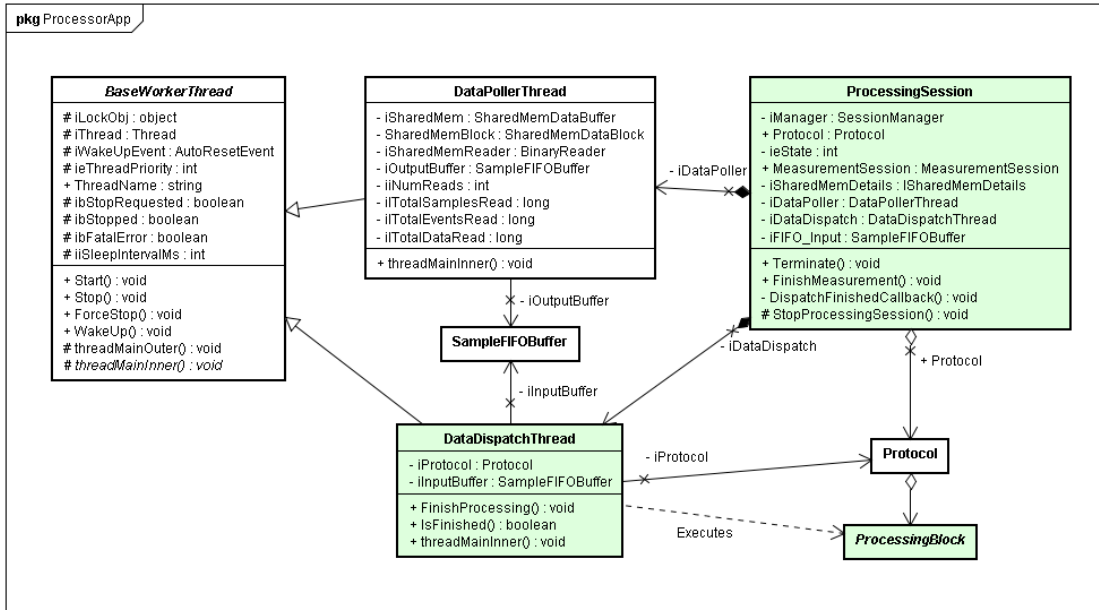 pkg ProcessorApp
BaseWorkerThread
# iLockObj : object
# iThread : Thread
# iWakeUpEvent : AutoResetEvent
# ieThreadPriority : int
+ ThreadName : string
# ibStopRequested : boolean
# ibStopped : boolean
# ibFatalError : boolean
# iiSleepIntervalMs : int
+ Start() : void
+ Stop() : void
+ ForceStop() : void
+ WakeUp() : void
# threadMainOuter() : void
# threadMainInner() : void
DataPollerThread
- iSharedMem : SharedMemDataBuffer
- SharedMemBlock : SharedMemDataBlock
- iSharedMemReader : BinaryReader
- iOutputBuffer : SampleFIFOBuffer
- iiNumReads : int
- ilTotalSamplesRead : long
- ilTotalEventsRead : long
- ilTotalDataRead : long
+ threadMainInner() : void
- iDataPoller
ProcessingSession
- iManager : SessionManager
+ Protocol : Protocol
- ieState : int
+ MeasurementSession : MeasurementSession
- iSharedMemDetails : ISharedMemDetails
- iDataPoller : DataPollerThread
- iDataDispatch : DataDispatchThread
- iFIFO_Input : SampleFIFOBuffer
+ Terminate() : void
+ FinishMeasurement() : void
- DispatchFinishedCallback() : void
# StopProcessingSession() : void
- iOutputBuffer
SampleFIFOBuffer
- iInputBuffer
- iDataDispatch
+ Protocol
DataDispatchThread
- iProtocol : Protocol
- iInputBuffer : SampleFIFOBuffer
+ FinishProcessing() : void
+ IsFinished() : boolean
+ threadMainInner() : void
- iProtocol
Protocol
Executes
ProcessingBlock